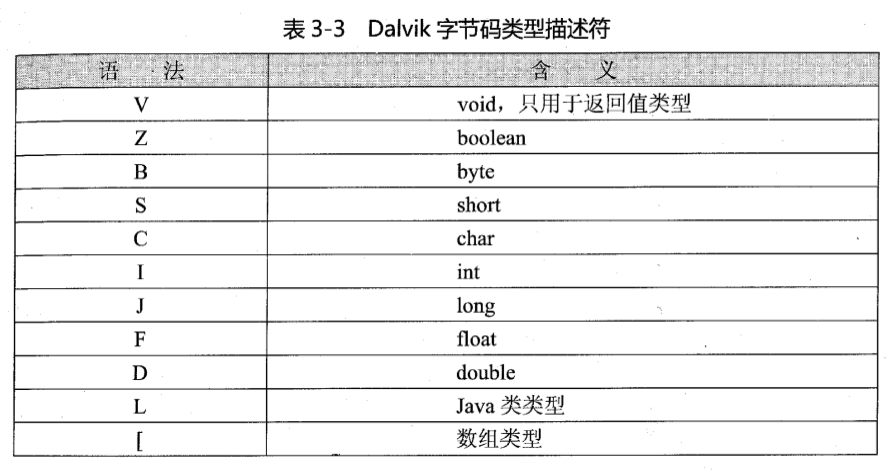 表 3-3 Dalvik 字节码类型描述符
语 法 含 义
V void，只用于返回值类型
Z boolean
B byte
S short
C char
I int
J long
F float
D double
L Java 类类型
[ 数组类型